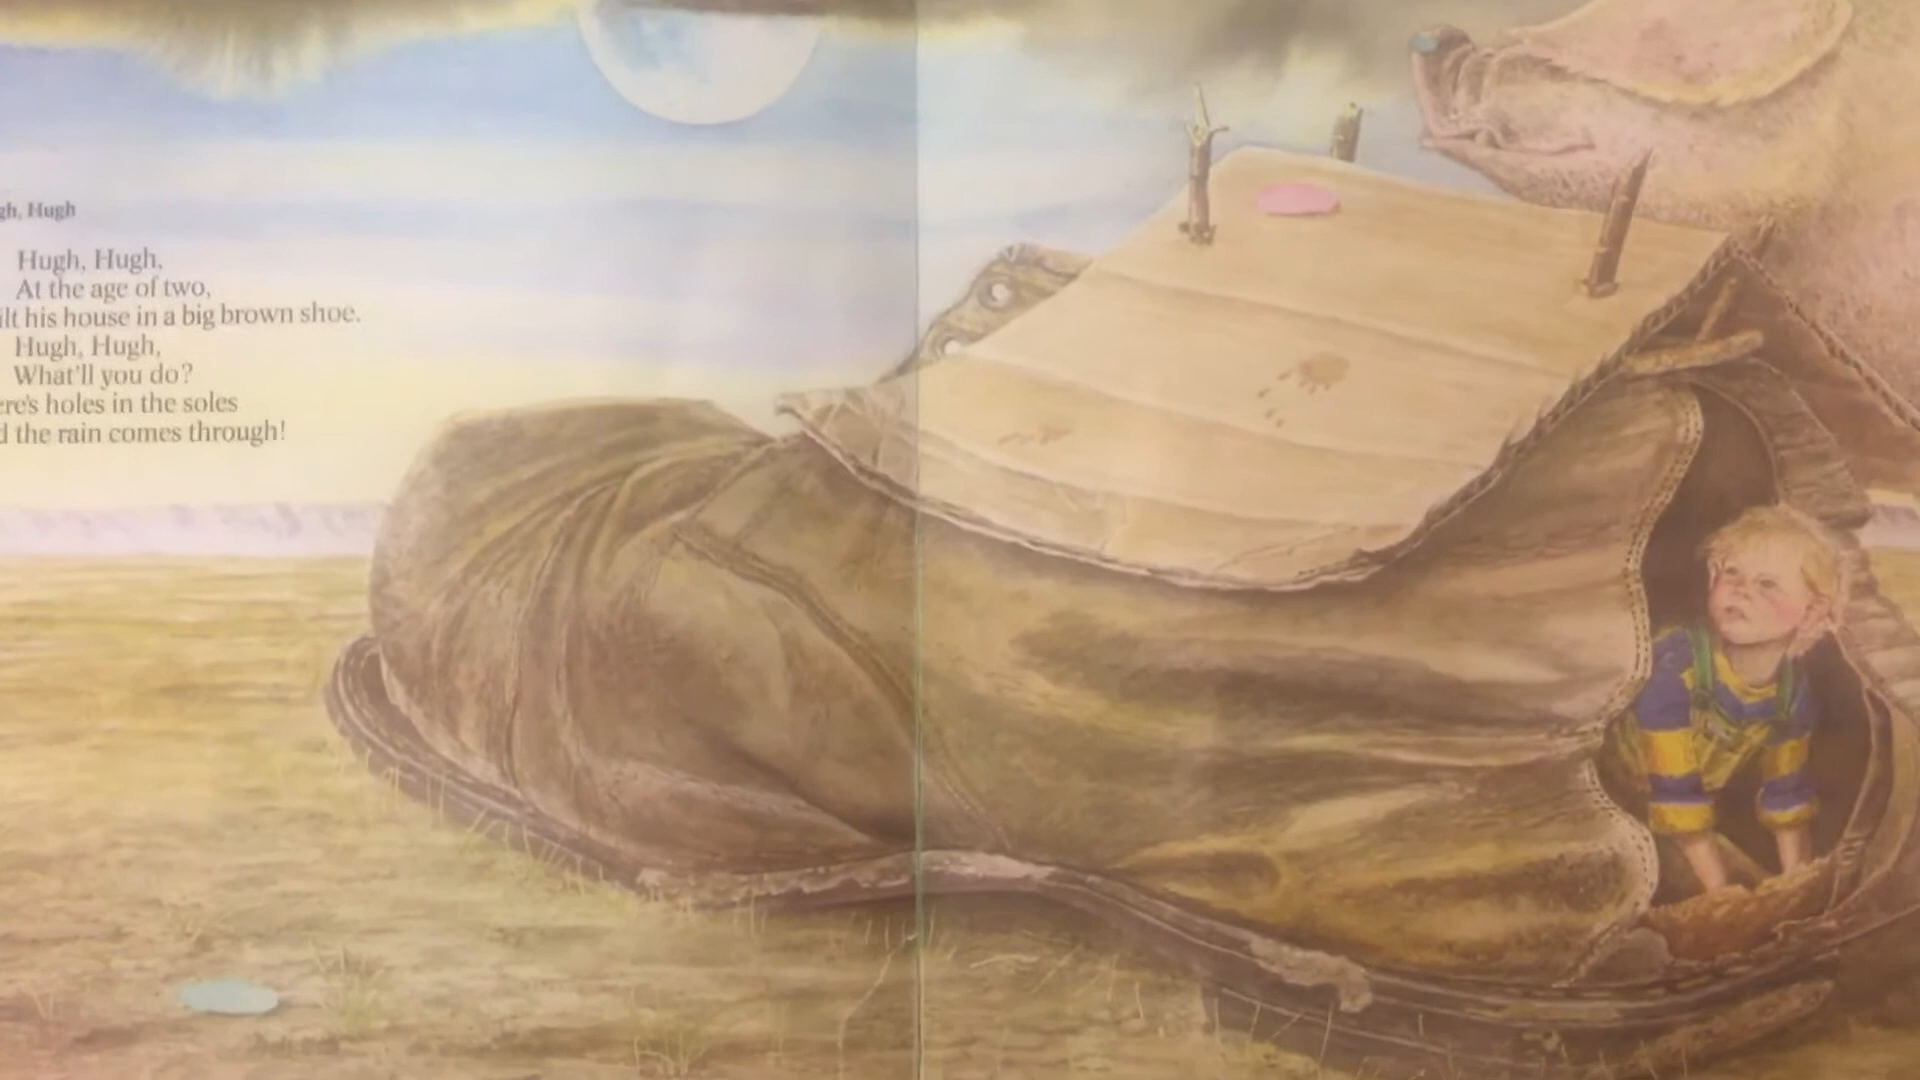 gh, Hugh
Hugh, Hugh,
At the age of two,
ilt his house in a big brown shoe.
Hugh, Hugh,
What'll you do?
ere's holes in the soles
d the rain comes through!